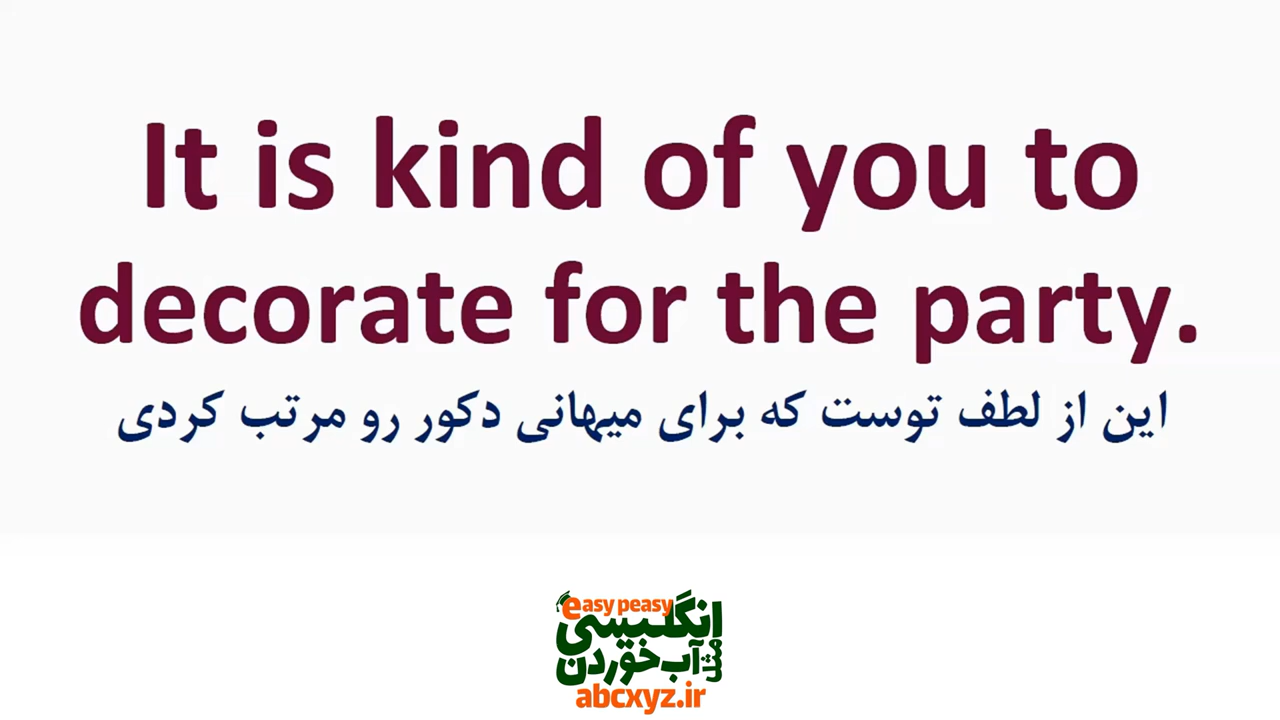 It is kind of you to
decorate for the party.
این از لطف توست که برای میهانی دکور رو مرتب کردی
easy peasy
انگلیسی
مثل آب خوردن
abcxyz.ir